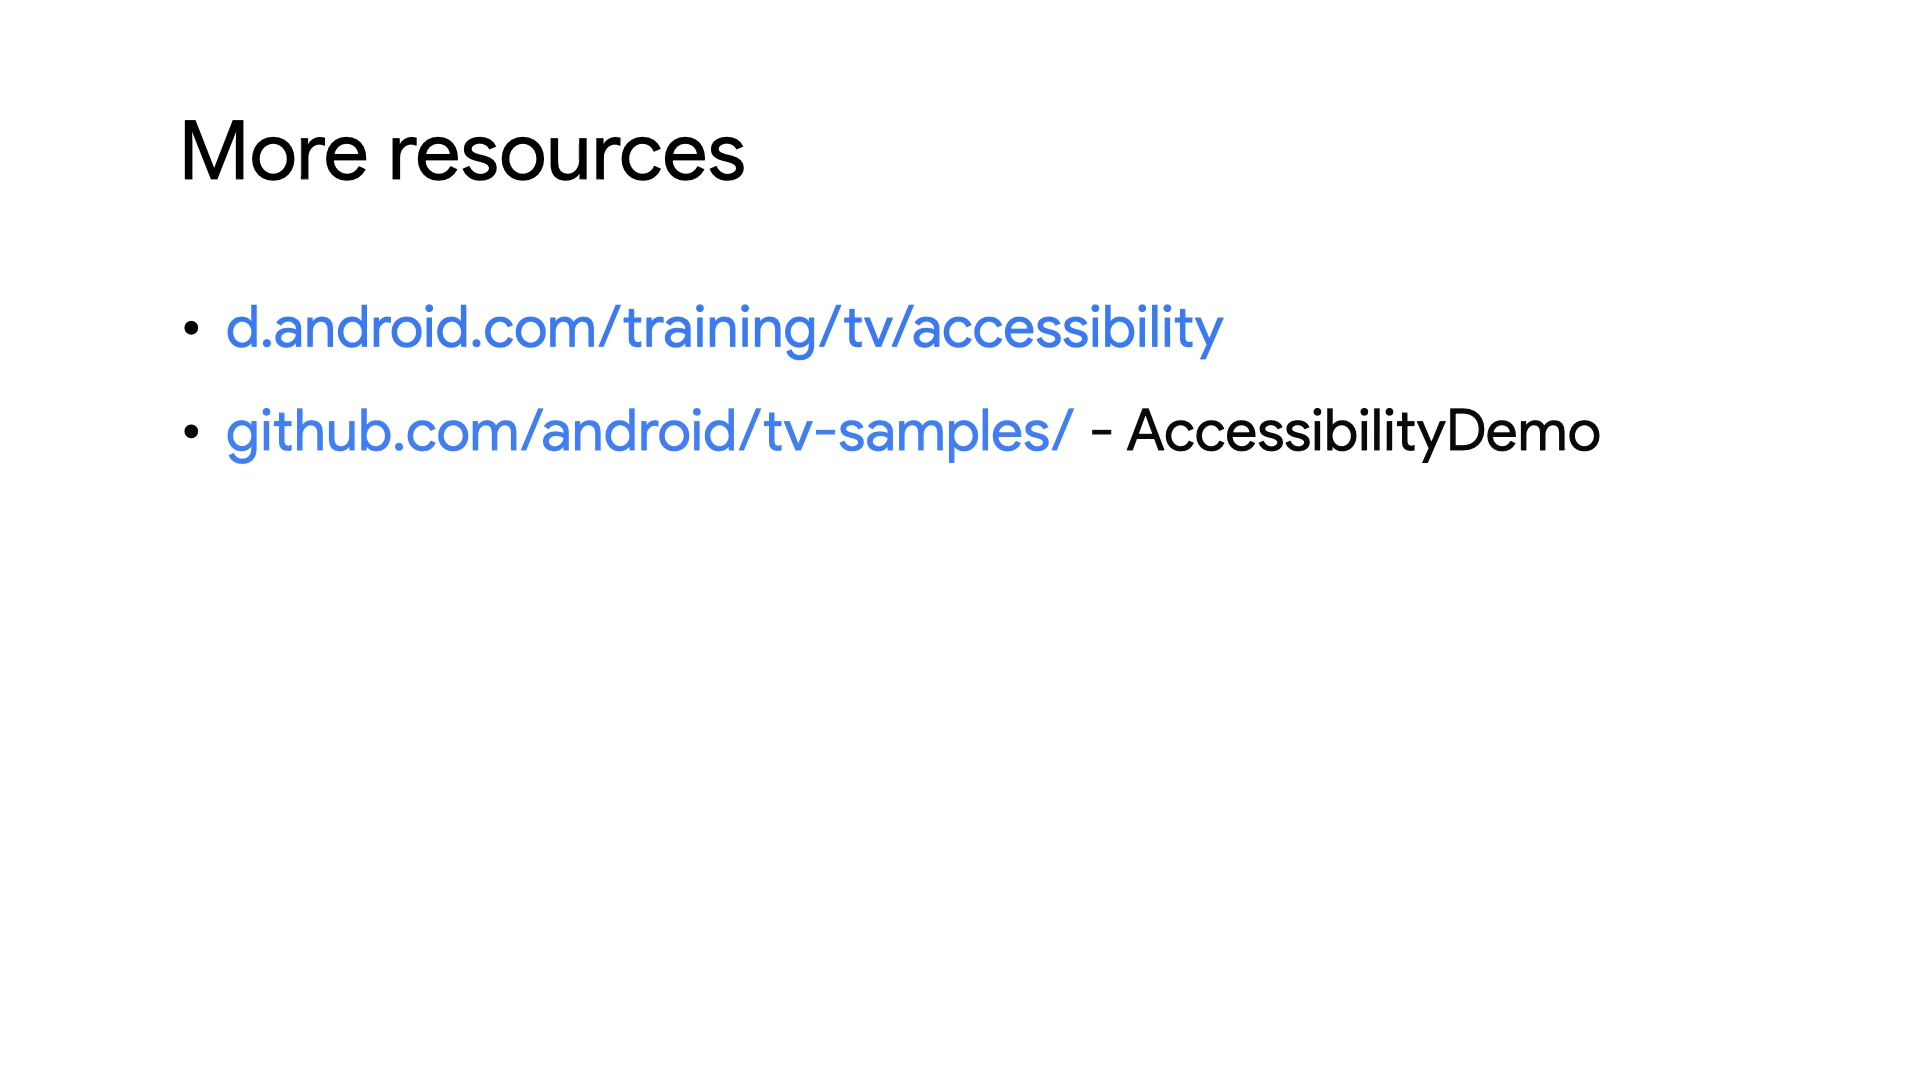 More resources
• d.android.com/training/tv/accessibility
• github.com/android/tv-samples/ - AccessibilityDemo